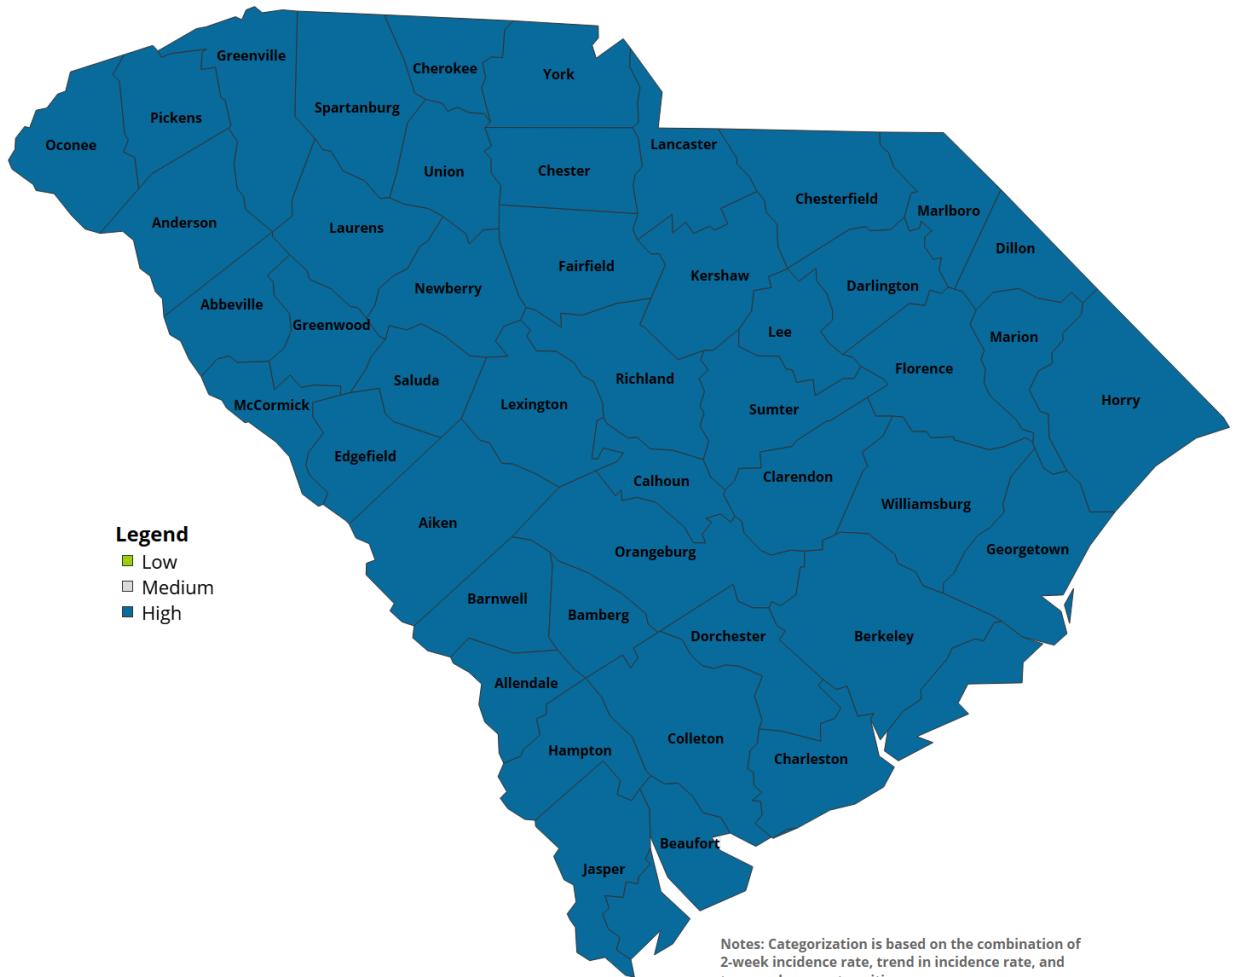 Greenville
Cherokee
York
Spartanburg
Pickens
Oconee
Lancaster
Union
Chester
Chesterfield
Marlboro
Anderson
Laurens
Dillon
Fairfield
Kershaw
Newberry
Darlington
Abbeville
Greenwood
Lee
Marion
Florence
Saluda
Richland
Horry
McCormick
Lexington
Sumter
Edgefield
Calhoun
Clarendon
Williamsburg
Aiken
Legend
Low
Medium
High
Orangeburg
Georgetown
Barnwell
Bamberg
Dorchester
Berkeley
Allendale
Colleton
Hampton
Charleston
Beaufort
Jasper
Notes: Categorization is based on the combination of
2-week incidence rate, trend in incidence rate, and